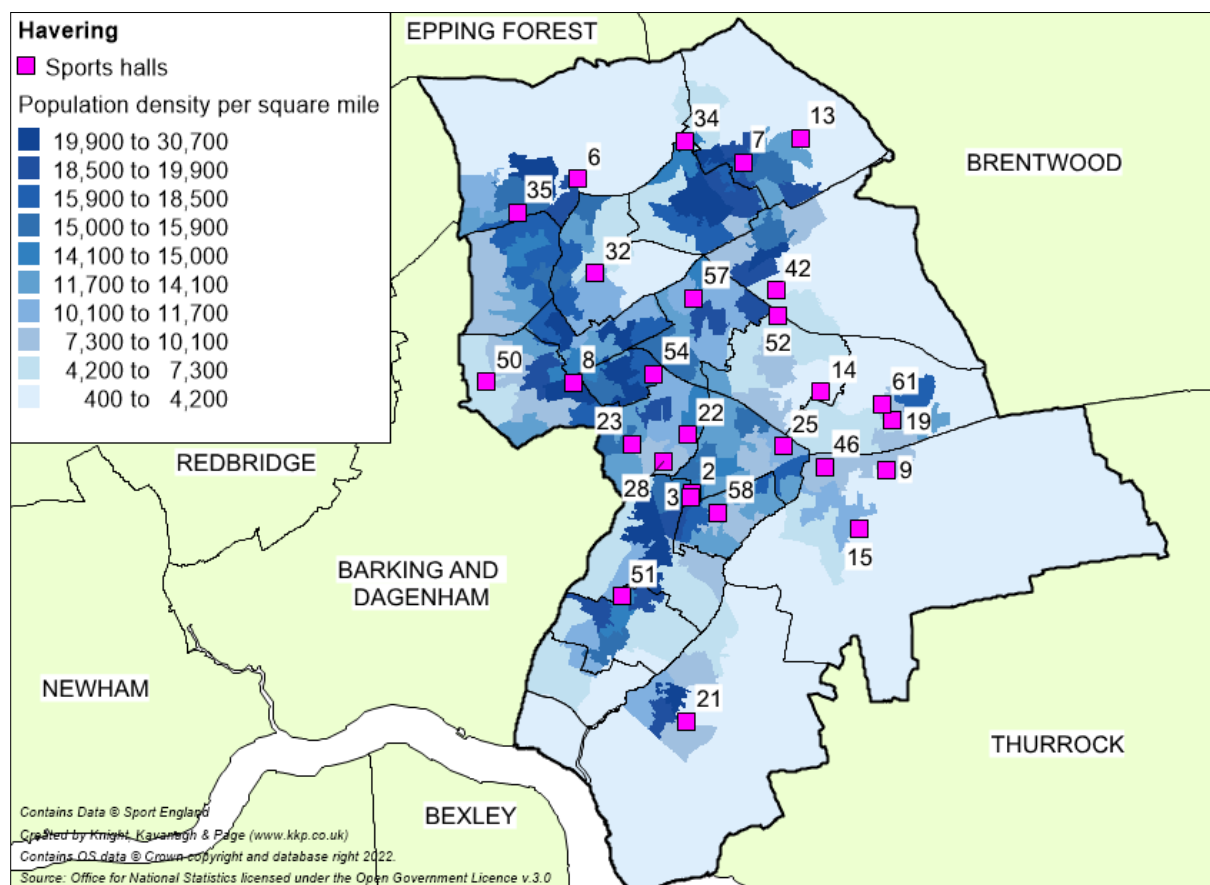 Havering
Sports halls
Population density per square mile
19,900 to 30,700
18,500 to 19,900
15,900 to 18,500
15,000 to 15,900
14,100 to 15,000
11,700 to 14,100
10,100 to 11,700
7,300 to 10,100
4,200 to 7,300
400 to 4,200
EPPING FOREST
34
13
7
6
BRENTWOOD
35
32
57
42
52
50
8
54
14
61
23
22
25
19
46
REDBRIDGE
2
9
28
3
58
15
BARKING AND
DAGENHAM
51
NEWHAM
21
THURROCK
BEXLEY
Contains Data © Sport England
Created by Knight, Kavanagh & Page (www.kkp.co.uk)
Contains OS data © Crown copyright and database right 2022.
Source: Office for National Statistics licensed under the Open Government Licence v.3.0